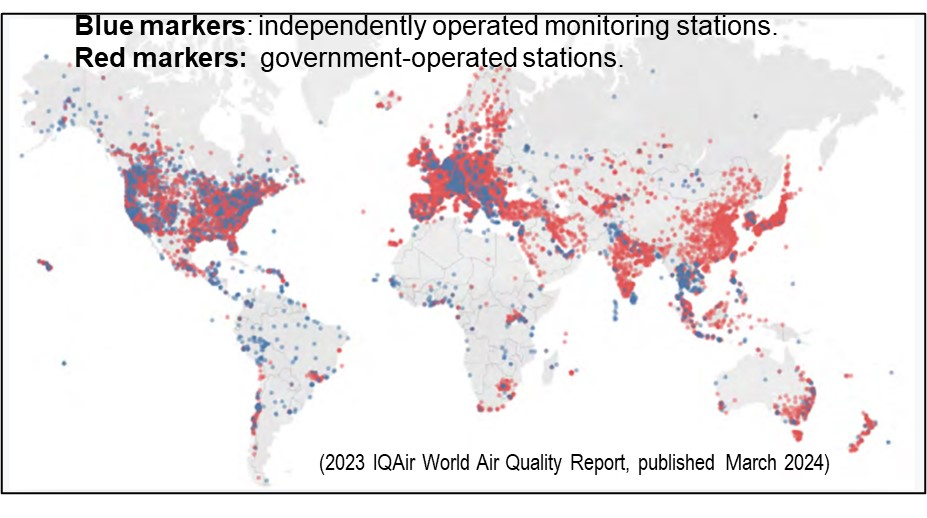 Blue markers: independently operated monitoring stations.
Red markers: government-operated stations.
(2023 IQAir World Air Quality Report, published March 2024)